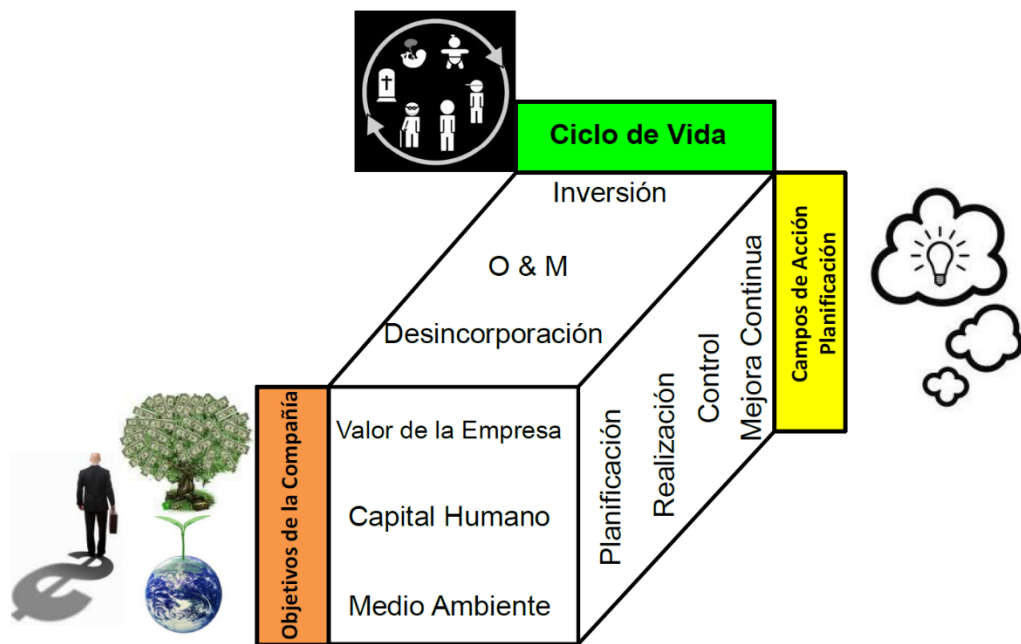 Ciclo de Vida
Inversión
O & M
Desincorporación
Campos de Acción
Planificación
Objetivos de la Compañía
Valor de la Empresa
Capital Humano
Medio Ambiente
Planificación
Realización
Control
Mejora Continua